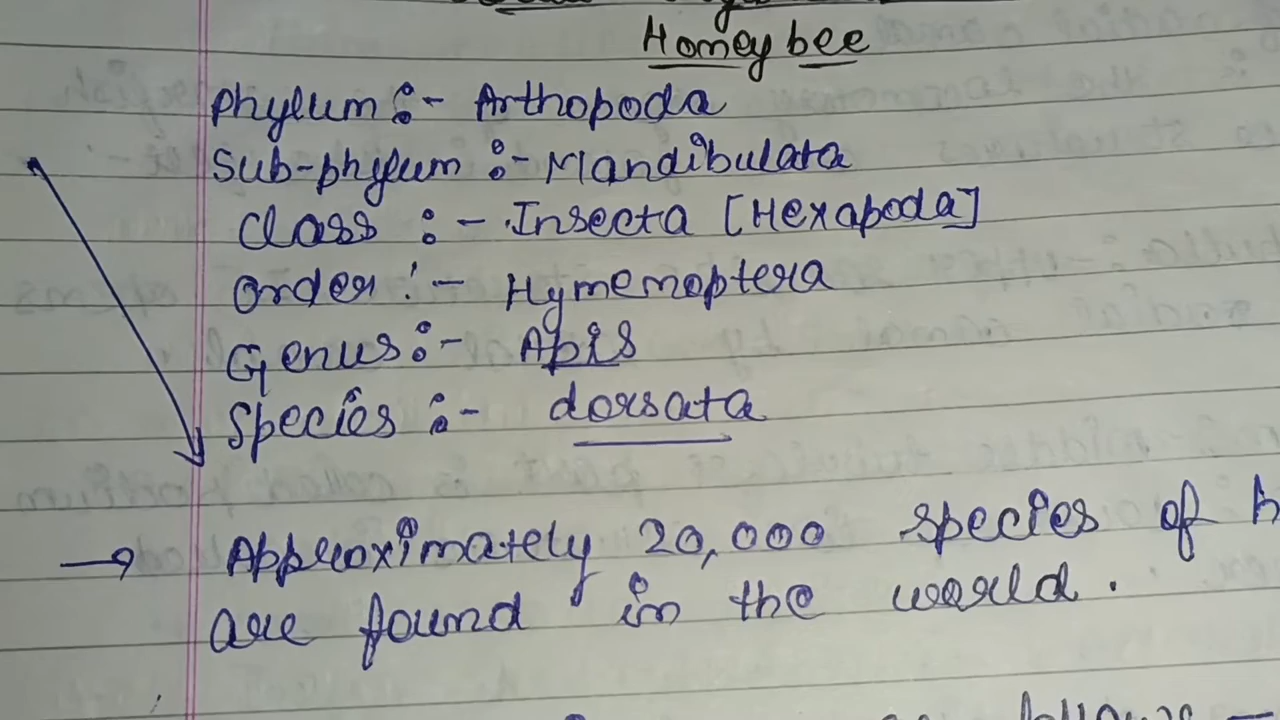 Honeybee
Phylum :- Arthopoda
Sub-phylum :- Mandibulata
Class :- Insecta [Hexapoda]
Order :- Hymenoptera
Genus :- Apis
Species :- dorsata
→ Approximately 20,000 species of
are found in the world.
follows -